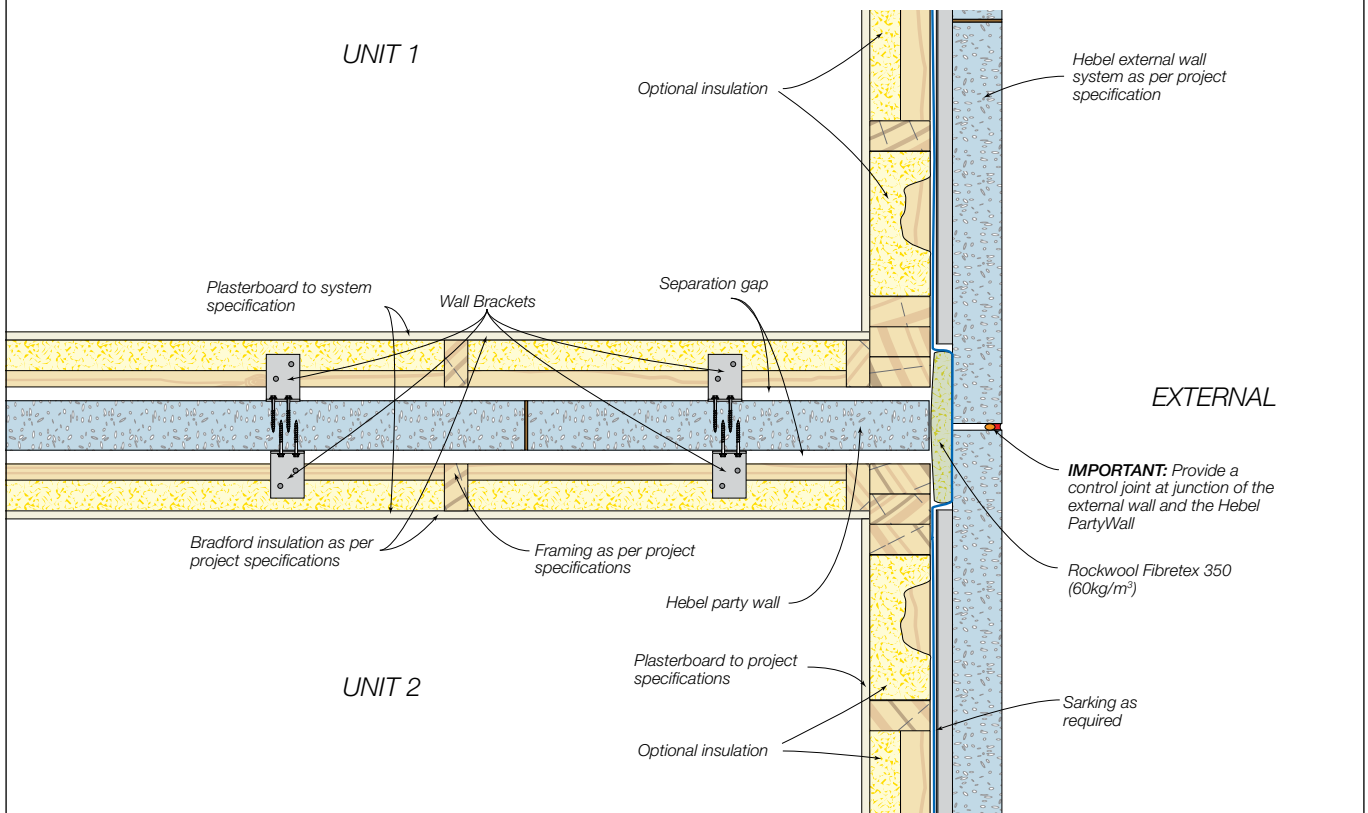 UNIT 1
Hebel external wall
system as per project
specification
Optional insulation
Plasterboard to system
specification
Wall Brackets
Separation gap
EXTERNAL
IMPORTANT: Provide a
control joint at junction of the
external wall and the Hebel
PartyWall
Bradford insulation as per
project specifications
Framing as per project
specifications
Rockwool Fibretex 350
(60kg/m³)
Hebel party wall
Plasterboard to project
specifications
UNIT 2
Sarking as
required
Optional insulation